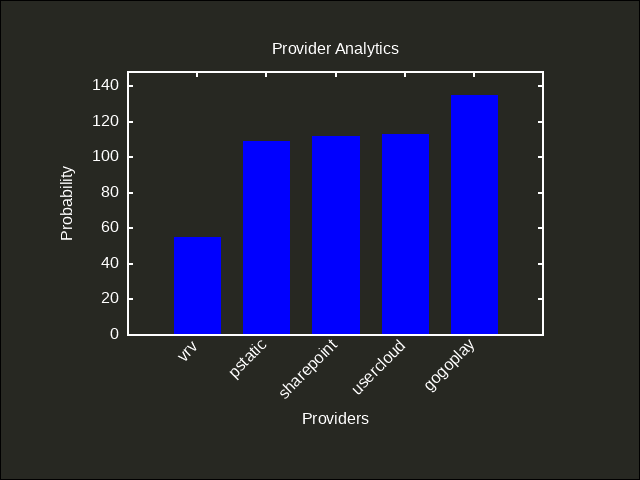 Provider Analytics
140
120
100
80
60
40
20
0
Probability
vrv
pstatic
sharepoint
usercloud
gogoplay
Providers